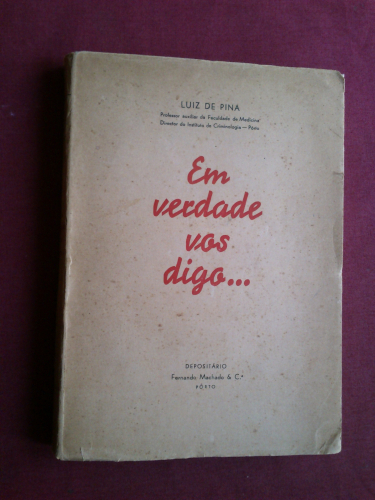 LUIZ DE PINA
Professor auxiliar da Faculdade de Medicina
Director do Instituto de Criminologia — Pôrto
Em
verdade
vos
digo...
DEPOSITÁRIO
Fernando Machado & C.ª
PÔRTO